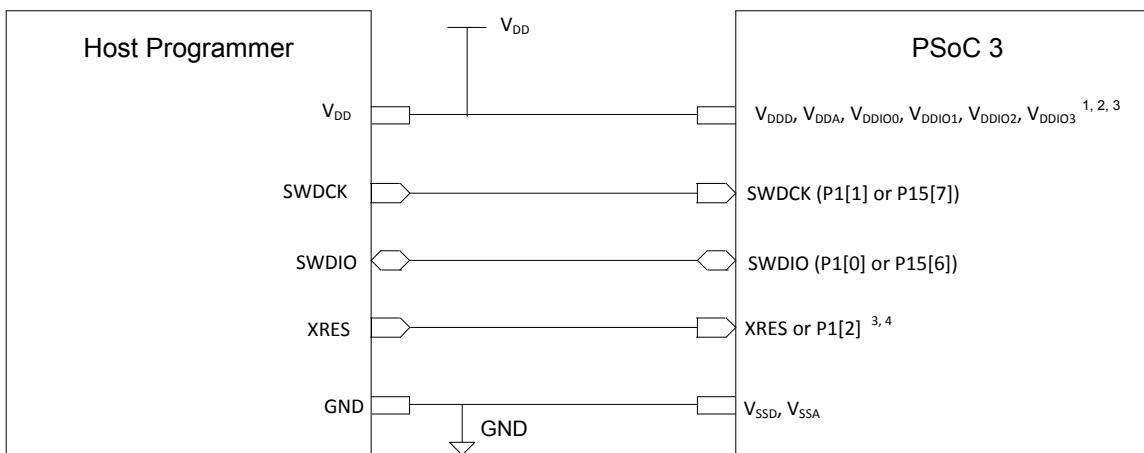 Host Programmer
PSoC 3
VDD
VDD
VDDD, VDDA, VDDIO0, VDDIO1, VDDIO2, VDDIO3 1, 2, 3
SWDCK
SWDCK (P1[1] or P15[7])
SWDIO
SWDIO (P1[0] or P15[6])
XRES
XRES or P1[2] 3, 4
GND
GND
VSSD, VSSA